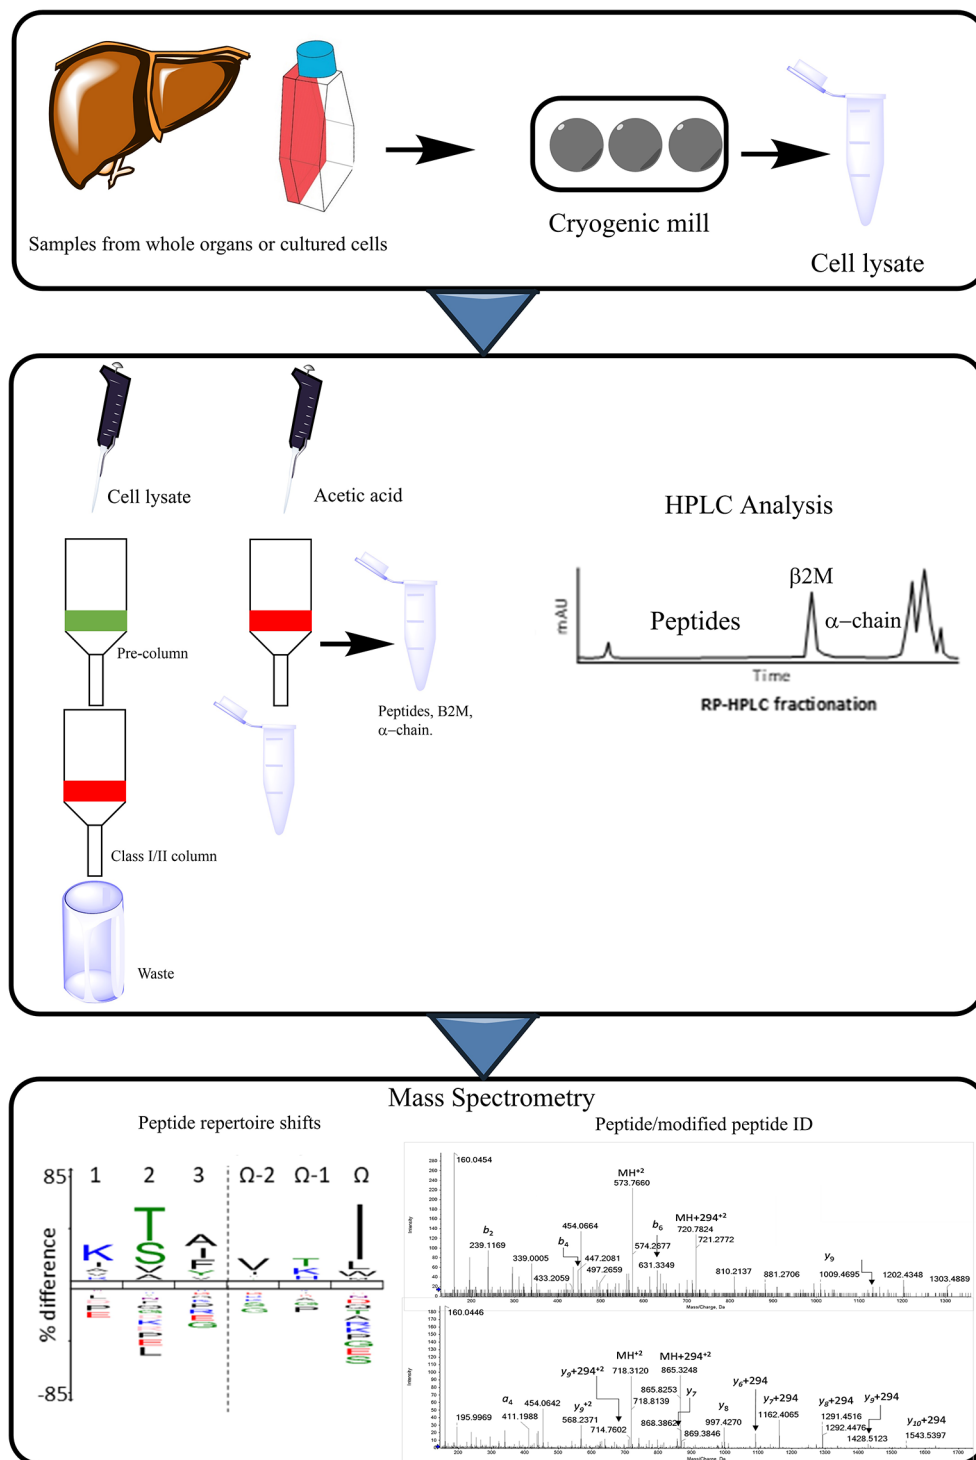 Samples from whole organs or cultured cells
Cryogenic mill
Cell lysate
Cell lysate
Acetic acid
Pre-column
Peptides, B2M,
α−chain.
Class I/II column
Waste
HPLC Analysis
mAU
Peptides
β2M
α−chain
Time
RP-HPLC fractionation
Mass Spectrometry
Peptide repertoire shifts
85
1 2 3 Ω-2 Ω-1 Ω
% difference
-85
Peptide/modified peptide ID
160.0454
MH+2
573.7660
MH+294+2
720.7824
721.2772
b2
239.1169
339.0005
454.0664
b4
447.2081
433.2059
497.2659
574.2677
b6
631.3349
810.2137
881.2706
y9
1009.4695
1202.4348
1303.4889
Intensity
Mass/Charge, Da
160.0446
MH+2
718.3120
MH+294+2
865.3248
y9+294+2
865.8253
718.8139
y7
y6+294
a4
454.0642
195.9969
411.1988
y9+2
568.2371
714.7602
868.3862
869.3846
y8
997.4270
y7+294
1162.4065
y8+294
1291.4516
1292.4476
y9+294
1428.5123
y10+294
1543.5397
Intensity
Mass/Charge, Da